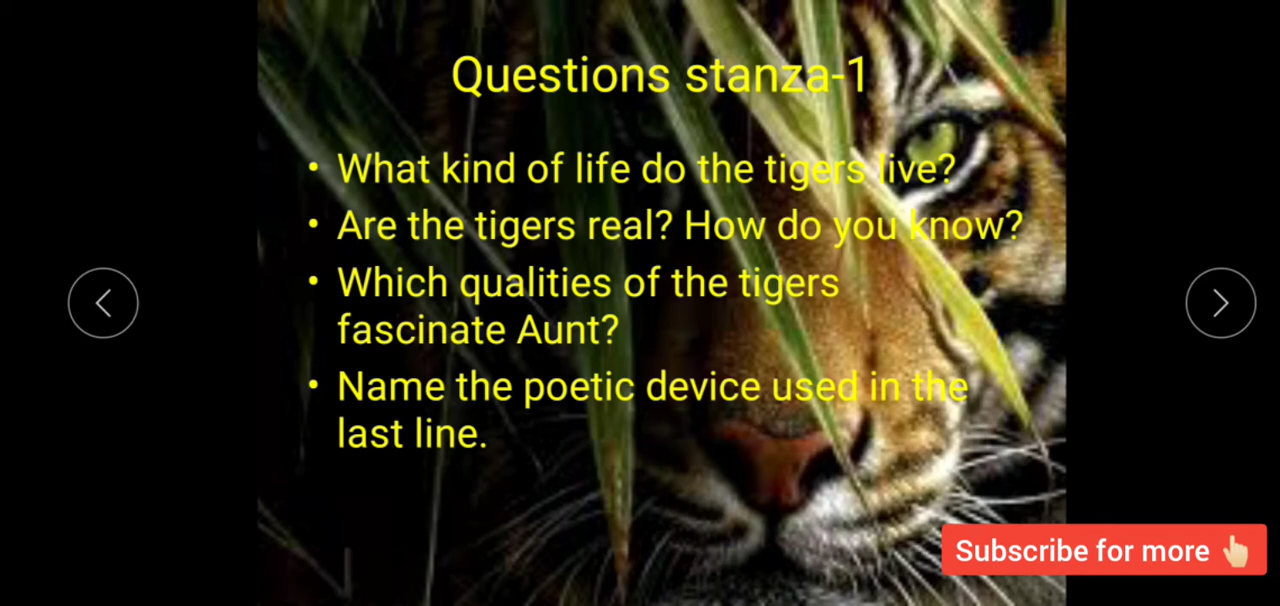 Questions stanza-1
• What kind of life do the tigers live?
• Are the tigers real? How do you know?
• Which qualities of the tigers
fascinate Aunt?
• Name the poetic device used in the
last line.
Subscribe for more 👆🏻